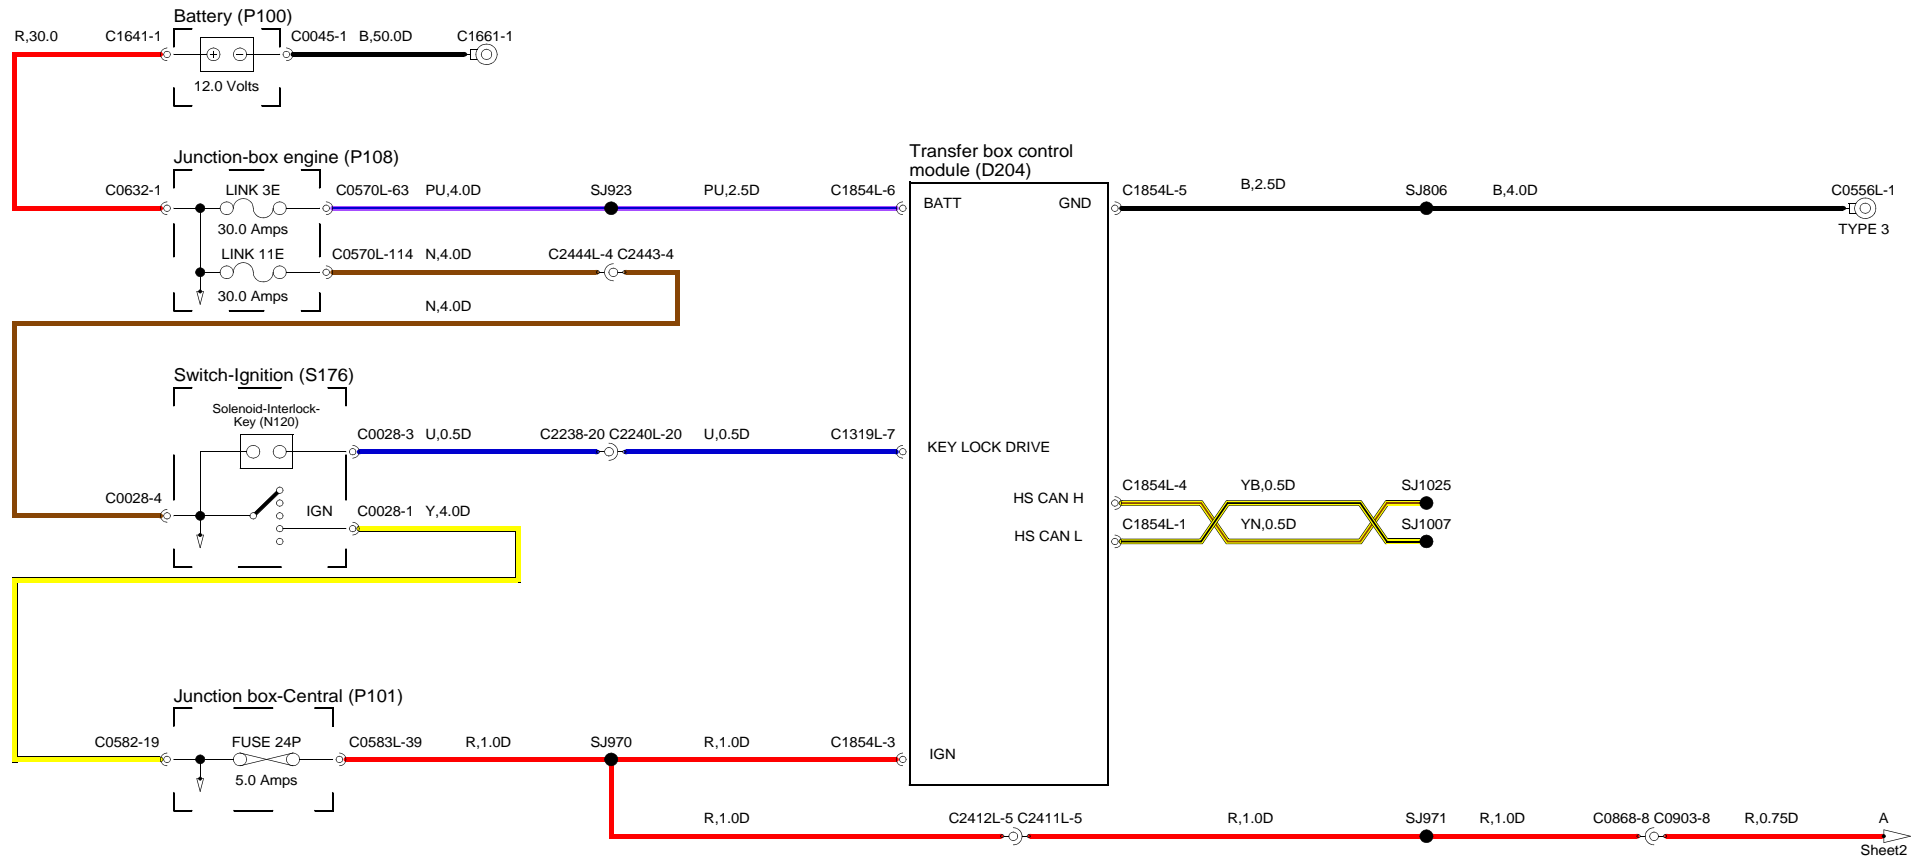 Battery (P100)
R,30.0
C1641-1
C0045-1
B,50.0D
C1661-1
12.0 Volts
Junction-box engine (P108)
C0632-1
LINK 3E
C0570L-63
PU,4.0D
SJ923
PU,2.5D
C1854L-6
30.0 Amps
LINK 11E
C0570L-114
N,4.0D
C2444L-4
C2443-4
30.0 Amps
N,4.0D
Transfer box control
module (D204)
BATT
GND
C1854L-5
B,2.5D
SJ806
B,4.0D
C0556L-1
TYPE 3
Switch-Ignition (S176)
Solenoid-Interlock-
Key (N120)
C0028-3
U,0.5D
C2238-20
C2240L-20
U,0.5D
C1319L-7
KEY LOCK DRIVE
C0028-4
IGN
C0028-1
Y,4.0D
HS CAN H
C1854L-4
YB,0.5D
SJ1025
HS CAN L
C1854L-1
YN,0.5D
SJ1007
Junction box-Central (P101)
C0582-19
FUSE 24P
C0583L-39
R,1.0D
SJ970
R,1.0D
C1854L-3
IGN
5.0 Amps
R,1.0D
C2412L-5
C2411L-5
R,1.0D
SJ971
R,1.0D
C0868-8
C0903-8
R,0.75D
A
Sheet2